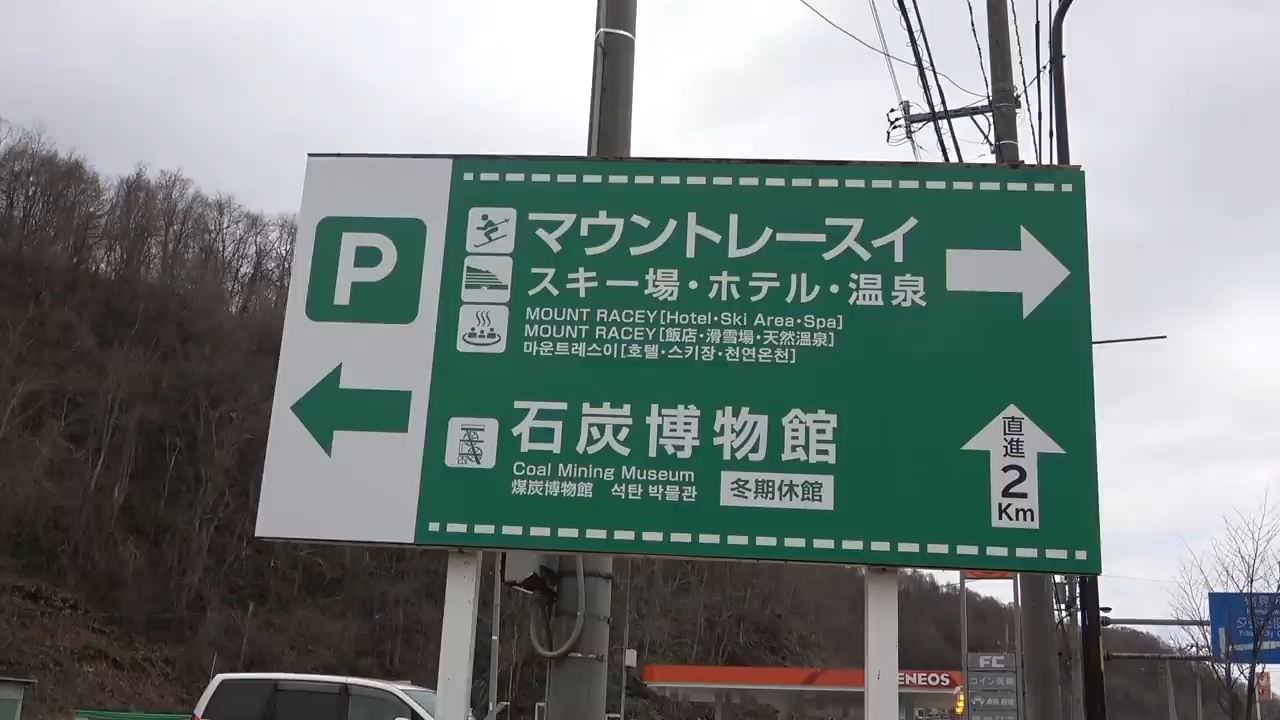 P
マウントレースイ
スキー場・ホテル・温泉
MOUNT RACEY[Hotel・Ski Area・Spa]
MOUNT RACEY[飯店・滑雪場・天然溫泉]
마운트레스이[호텔・스키장・천연온천]
石炭博物館
Coal Mining Museum
煤炭博物館 석탄 박물관
冬期休館
直進
2
Km
ENEOS
FC
コイン洗車